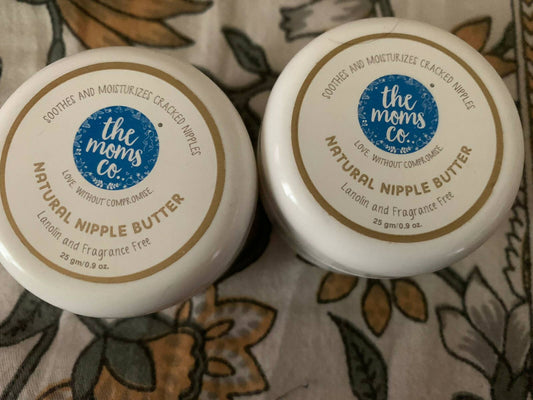 SOOTHES AND MOISTURIZES CRACKED NIPPLES
the
moms
co.
LOVE, WITHOUT COMPROMISE
NATURAL NIPPLE BUTTER
Lanolin and Fragrance Free
25 gm/0.9 oz.
SOOTHES AND MOISTURIZES CRACKED NIPPLES
the
moms
co.
LOVE, WITHOUT COMPROMISE
NATURAL NIPPLE BUTTER
Lanolin and Fragrance Free
25 gm/0.9 oz.